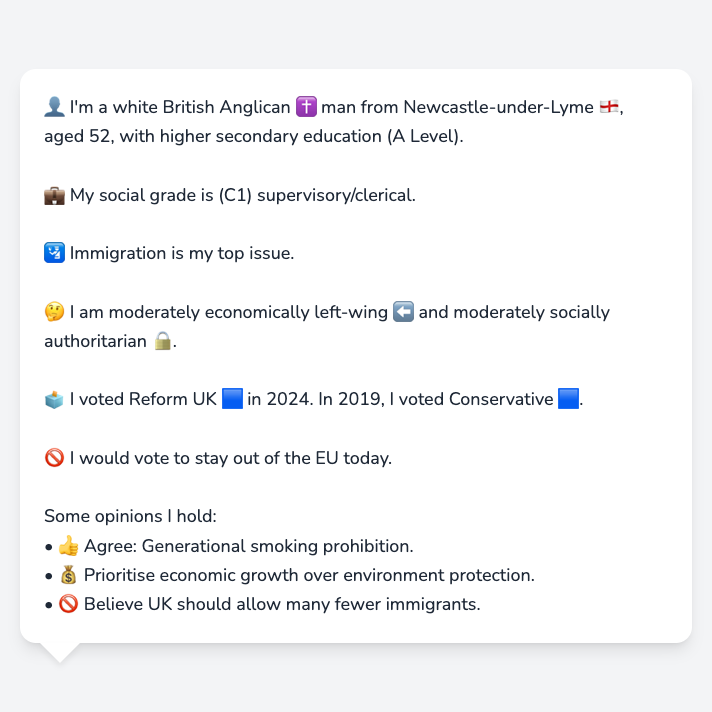 👤 I'm a white British Anglican ✝️ man from Newcastle-under-Lyme 🏴󠁧󠁢󠁥󠁮󠁧󠁿,
aged 52, with higher secondary education (A Level).
💼 My social grade is (C1) supervisory/clerical.
🛂 Immigration is my top issue.
🤔 I am moderately economically left-wing ⬅️ and moderately socially
authoritarian 🔒.
🗳️ I voted Reform UK 🟦 in 2024. In 2019, I voted Conservative 🟦.
🚫 I would vote to stay out of the EU today.
Some opinions I hold:
• 👍 Agree: Generational smoking prohibition.
• 💰 Prioritise economic growth over environment protection.
• 🚫 Believe UK should allow many fewer immigrants.